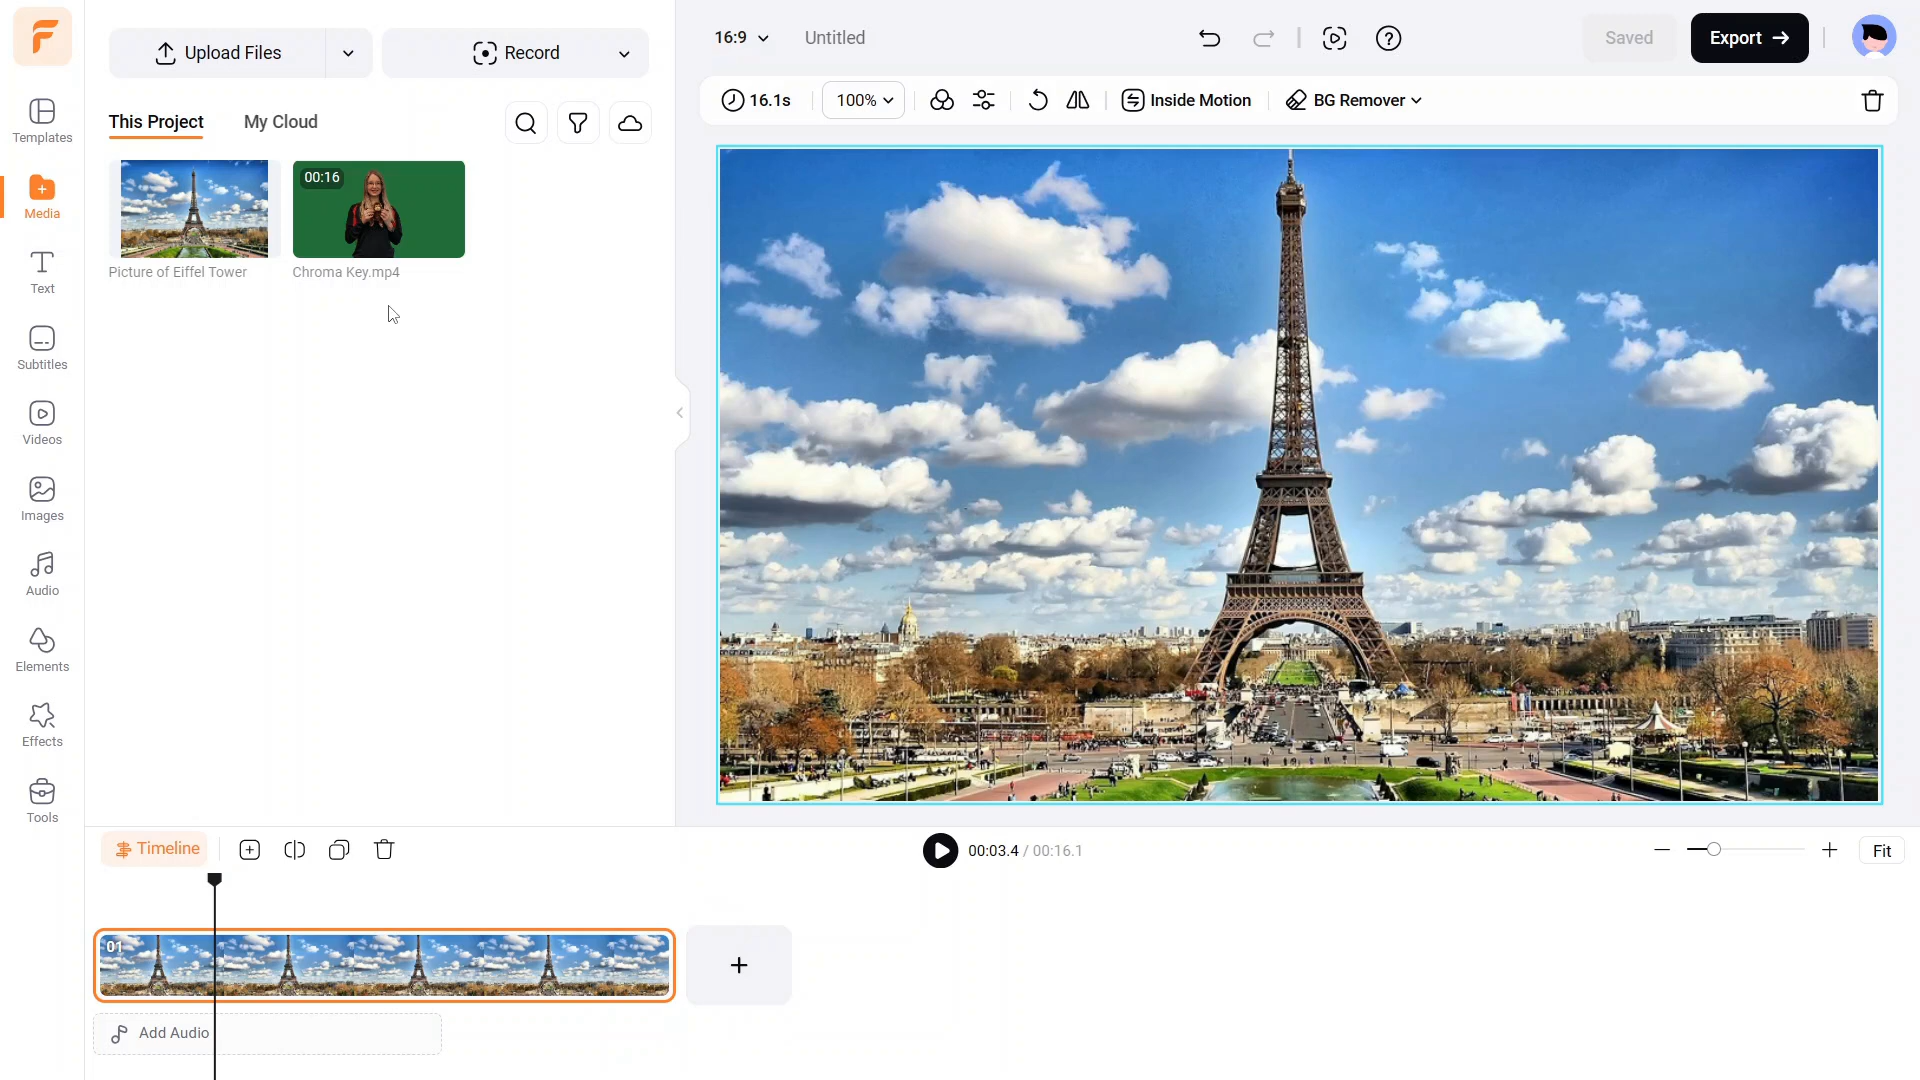 Upload Files
Record
16:9
Untitled
Saved
Export
Templates
This Project
My Cloud
16.1s
100%
Inside Motion
BG Remover
00:16
Media
Picture of Eiffel Tower
Chroma Key.mp4
Text
Subtitles
Videos
Images
Audio
Elements
Effects
Tools
Timeline
00:03.4 / 00:16.1
Fit
01
Add Audio